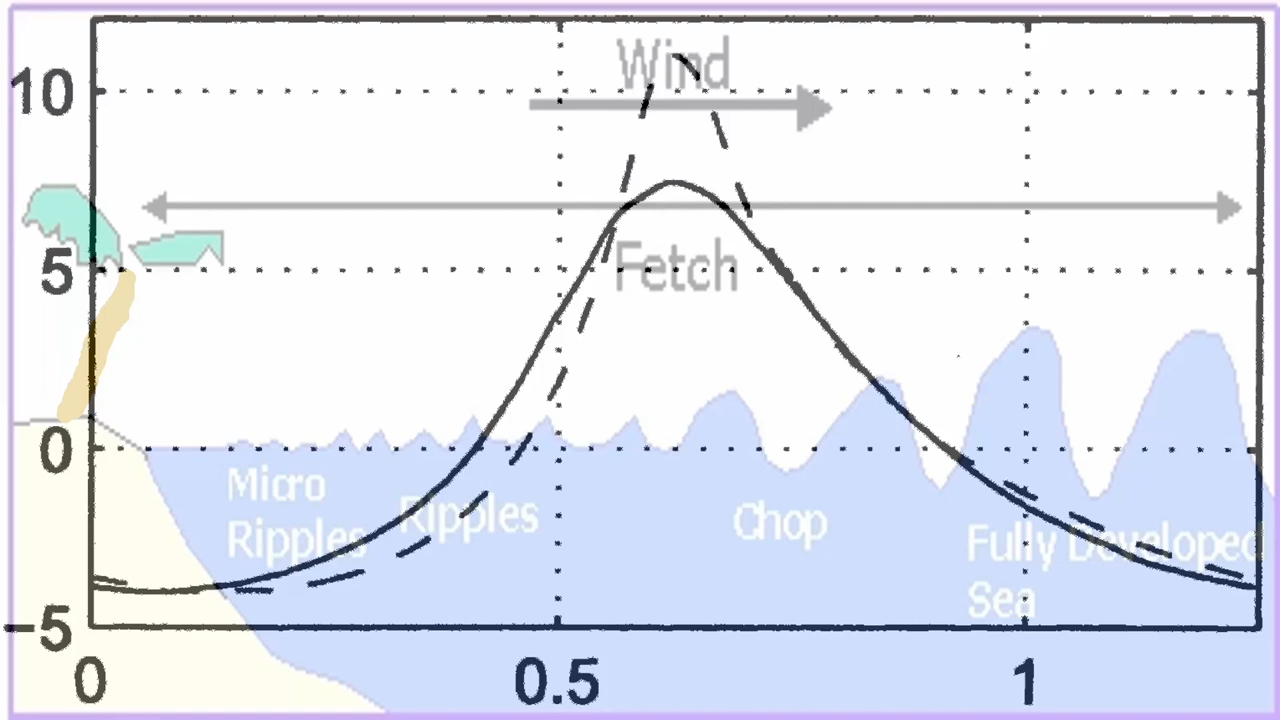 10
Wind
5
Fetch
0
Micro
Ripples
Ripples
Chop
Fully Developed
Sea
−5
0 0.5 1